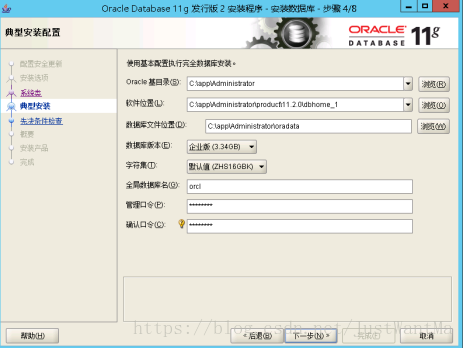 Oracle Database 11g 发行版 2 安装程序 - 安装数据库 - 步骤 4/8
典型安装配置
ORACLE 11g
DATABASE
配置安全更新
安装选项
系统类
典型安装
先决条件检查
概要
安装产品
完成
使用基本配置执行完全数据库安装。
Oracle 基目录(S): C:\app\Administrator 浏览(R)
软件位置(L): C:\app\Administrator\product\11.2.0\dbhome_1 浏览(O)
数据库文件位置(D): C:\app\Administrator\oradata 浏览(W)
数据库版本(E): 企业版 (3.34GB)
字符集(T): 默认值 (ZHS16GBK)
全局数据库名(G): orcl
管理口令(P): ********
确认口令(C): ********
帮助(H) < 后退(B) 下一步(N) > 完成(F) 取消
https://blog.csdn.net/JustWantMa